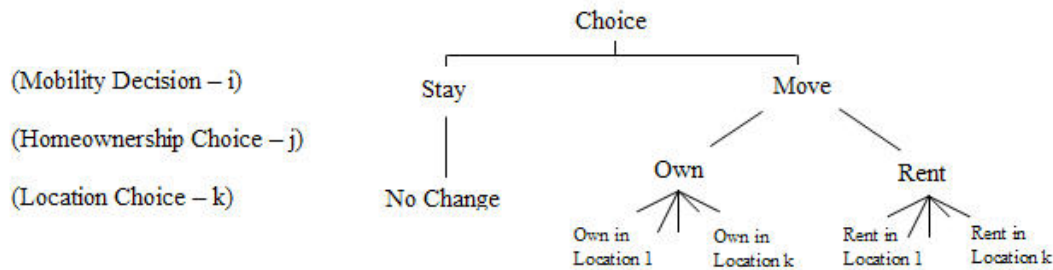 Choice
(Mobility Decision – i)
Stay
Move
(Homeownership Choice – j)
Own
Rent
(Location Choice – k)
No Change
Own in
Location 1
Own in
Location k
Rent in
Location 1
Rent in
Location k